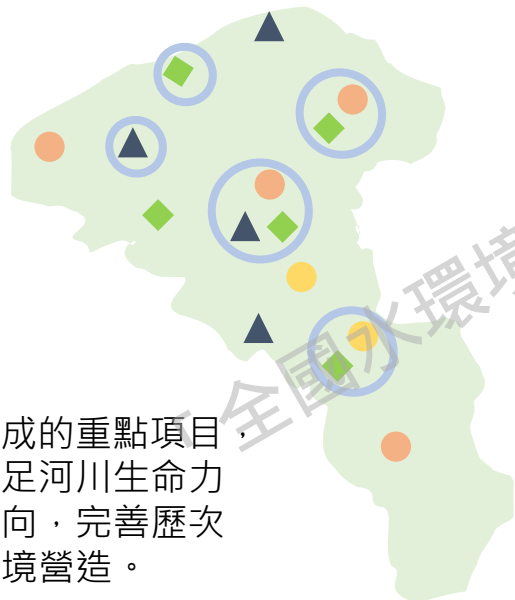 「全國水環境
成的重點項目，
足河川生命力
向，完善歷次
境營造。